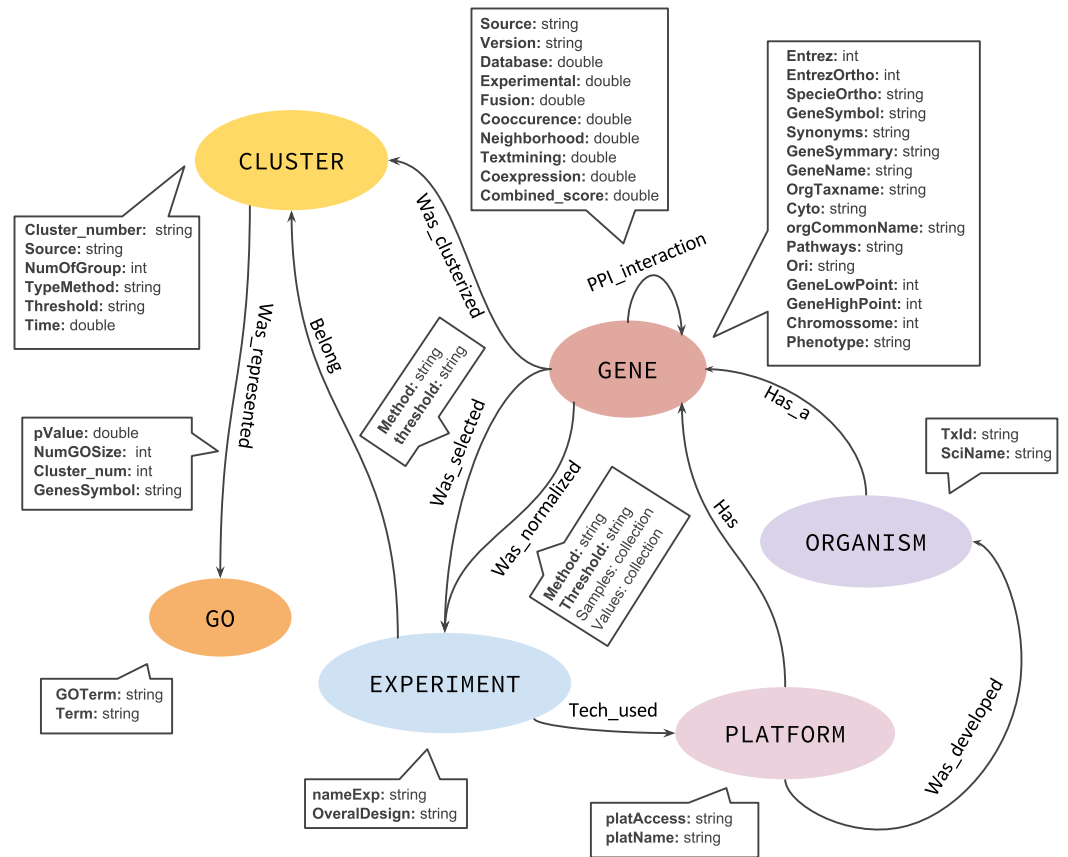 Source: string
Version: string
Database: double
Experimental: double
Fusion: double
Cooccurence: double
Neighborhood: double
Textmining: double
Coexpression: double
Combined_score: double
Entrez: int
EntrezOrtho: int
SpecieOrtho: string
GeneSymbol: string
Synonyms: string
GeneSymmary: string
GeneName: string
OrgTaxname: string
Cyto: string
orgCommonName: string
Pathways: string
Ori: string
GeneLowPoint: int
GeneHighPoint: int
Chromossome: int
Phenotype: string
CLUSTER
Cluster_number: string
Source: string
NumOfGroup: int
TypeMethod: string
Threshold: string
Time: double
Was_clusterized
PPI_interaction
GENE
Was_represented
Belong
Method: string
threshold: string
Was_selected
Was_normalized
Method: string
Threshold: string
Samples: collection
Values: collection
Has_a
Has
TxId: string
SciName: string
ORGANISM
pValue: double
NumGOSize: int
Cluster_num: int
GenesSymbol: string
GO
GOTerm: string
Term: string
EXPERIMENT
Tech_used
PLATFORM
Was_developed
nameExp: string
OveralDesign: string
platAccess: string
platName: string